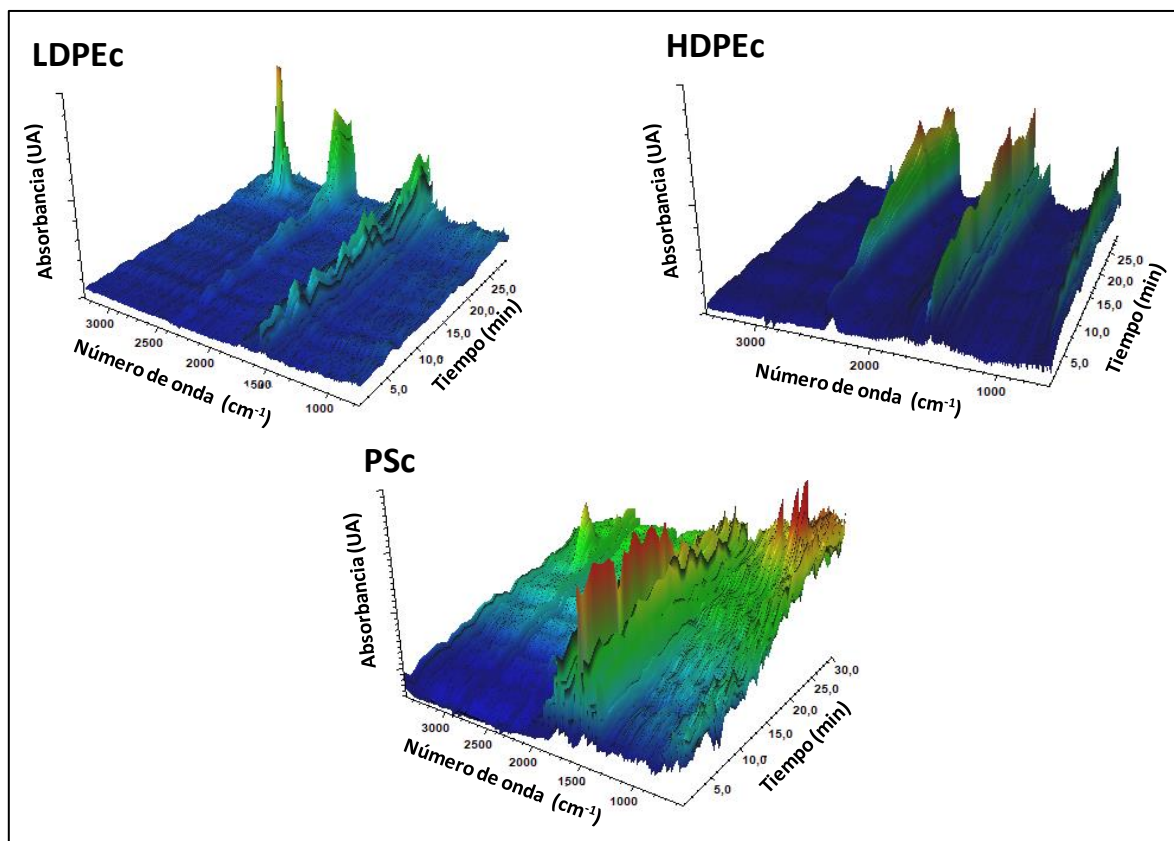 LDPEc
Absorbancia (UA)
3000
2500
2000
1500
1000
Número de onda (cm-1)
5,0
10,0
15,0
20,0
25,0
Tiempo (min)
HDPEc
Absorbancia (UA)
3000
2000
1000
Número de onda (cm-1)
5,0
10,0
15,0
20,0
25,0
Tiempo (min)
PSc
Absorbancia (UA)
3000
2500
2000
1500
1000
Número de onda (cm-1)
5,0
10,0
15,0
20,0
25,0
30,0
Tiempo (min)